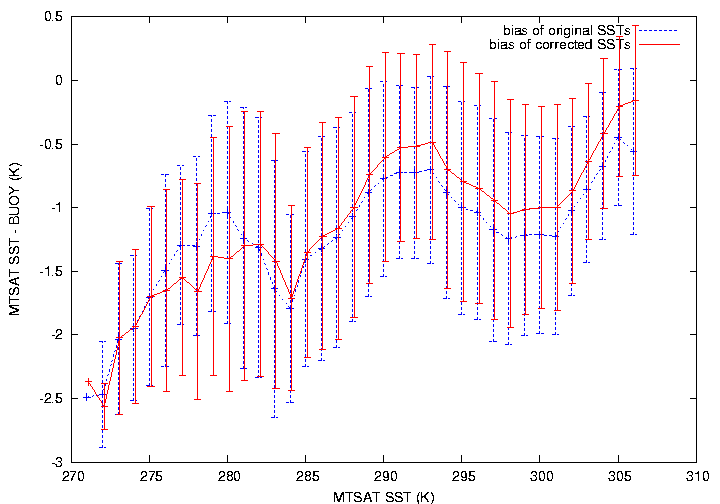 0.5
bias of original SSTs
bias of corrected SSTs
0
-0.5
-1
-1.5
-2
-2.5
-3
MTSAT SST - BUOY (K)
270 275 280 285 290 295 300 305 310
MTSAT SST (K)